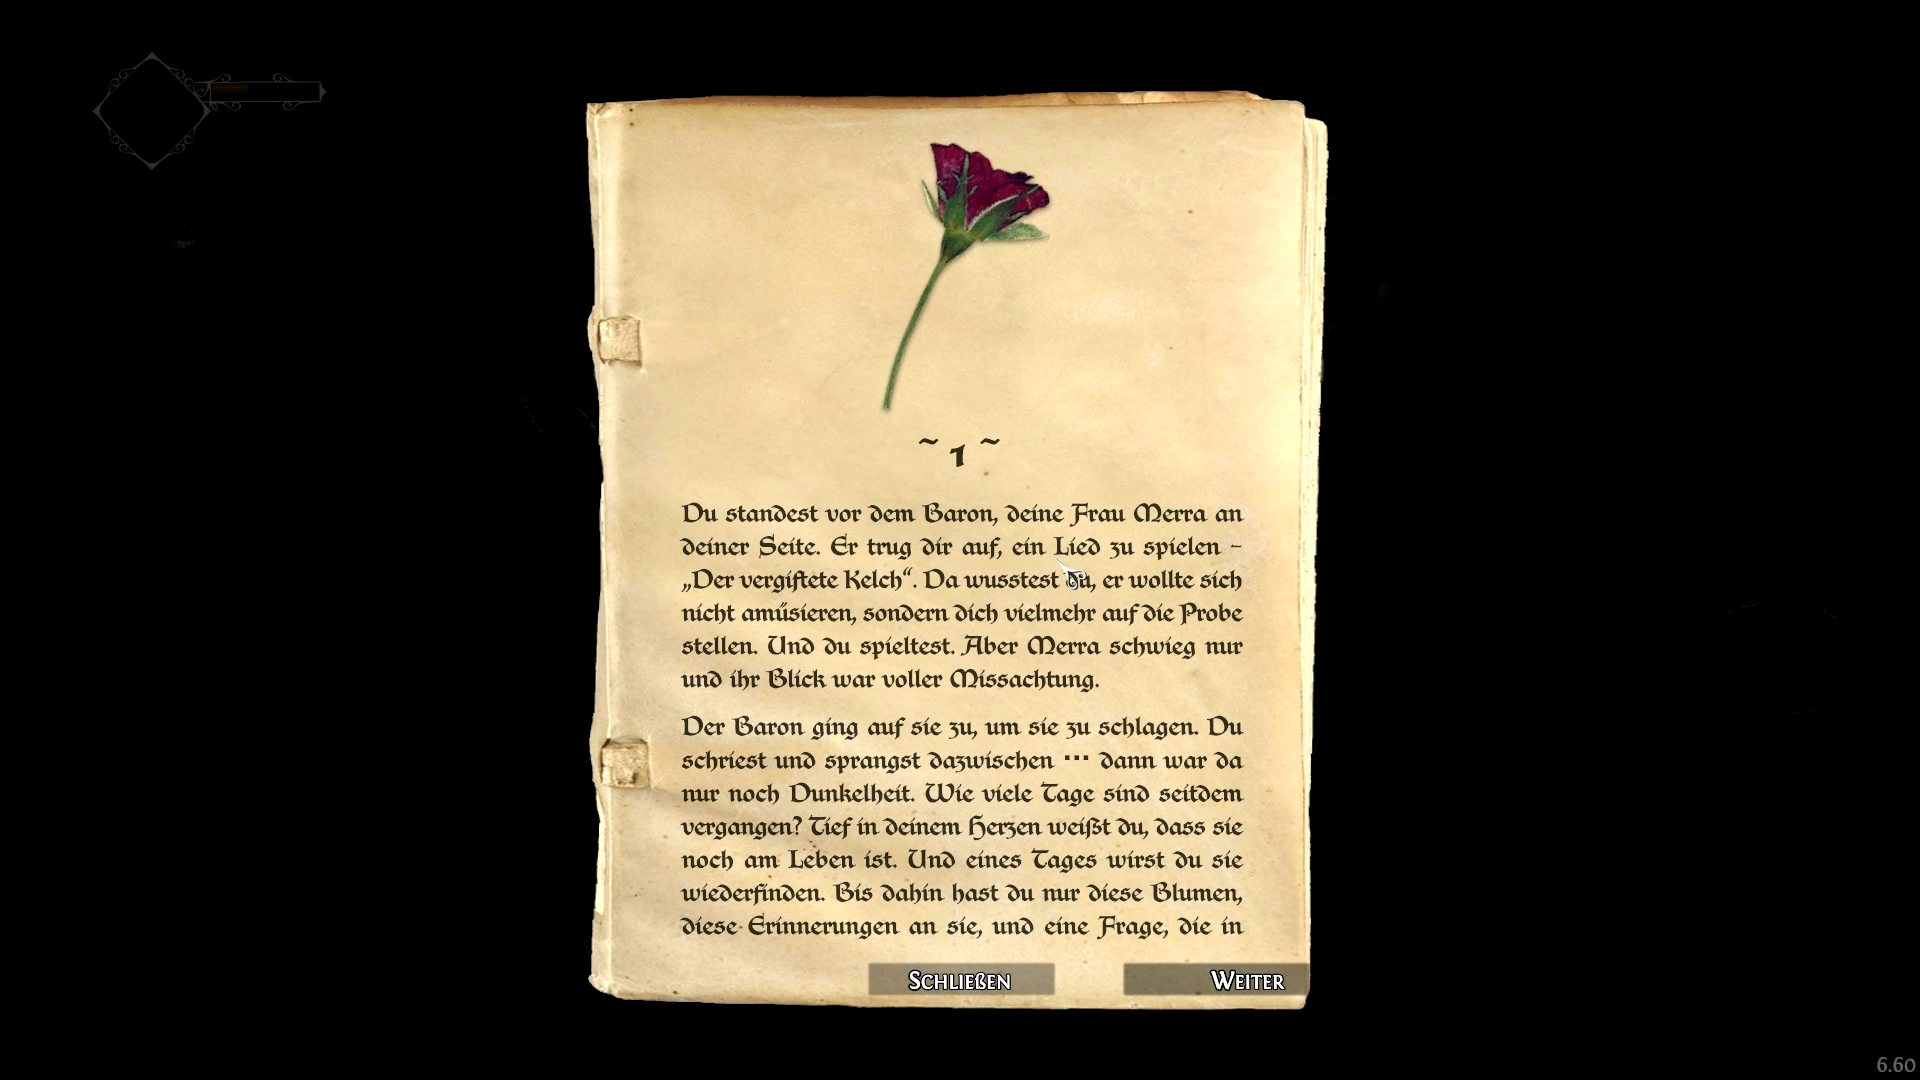 ~ 1 ~
Du standest vor dem Baron, deine Frau Merra an
deiner Seite. Er trug dir auf, ein Lied zu spielen –
„Der vergiftete Kelch“. Da wusstest du, er wollte sich
nicht amüsieren, sondern dich vielmehr auf die Probe
stellen. Und du spieltest. Aber Merra schwieg nur
und ihr Blick war voller Missachtung.
Der Baron ging auf sie zu, um sie zu schlagen. Du
schriest und sprangst dazwischen … dann war da
nur noch Dunkelheit. Wie viele Tage sind seitdem
vergangen? Tief in deinem Herzen weißt du, dass sie
noch am Leben ist. Und eines Tages wirst du sie
wiederfinden. Bis dahin hast du nur diese Blumen,
diese Erinnerungen an sie, und eine Frage, die in
SCHLIEßEN
WEITER
6.60